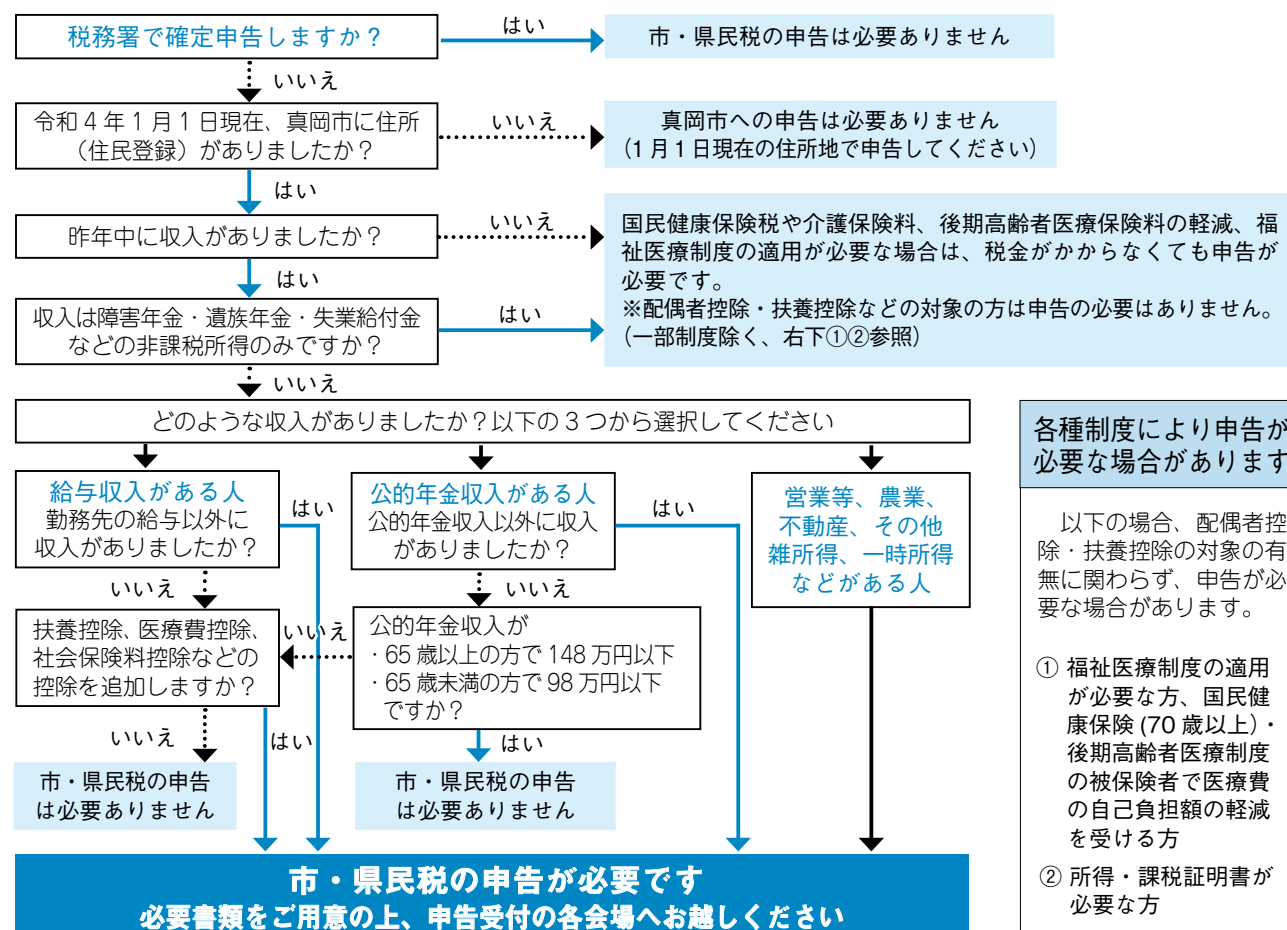 税務署で確定申告しますか？
はい
市・県民税の申告は必要ありません
いいえ
令和４年１月１日現在、真岡市に住所
（住民登録）がありましたか？
いいえ
真岡市への申告は必要ありません
（１月１日現在の住所地で申告してください）
はい
昨年中に収入がありましたか？
いいえ
国民健康保険税や介護保険料、後期高齢者医療保険料の軽減、福
祉医療制度の適用が必要な場合は、税金がかからなくても申告が
必要です。
※配偶者控除・扶養控除などの対象の方は申告の必要はありません。
（一部制度除く、右下①②参照）
はい
収入は障害年金・遺族年金・失業給付金
などの非課税所得のみですか？
はい
いいえ
どのような収入がありましたか？以下の３つから選択してください
給与収入がある人
勤務先の給与以外に
収入がありましたか？
はい
いいえ
扶養控除、医療費控除、
社会保険料控除などの
控除を追加しますか？
いいえ
はい
市・県民税の申告
は必要ありません
公的年金収入がある人
公的年金収入以外に収入
がありましたか？
はい
いいえ
公的年金収入が
・65 歳以上の方で 148 万円以下
・65 歳未満の方で 98 万円以下
ですか？
いいえ
はい
市・県民税の申告
は必要ありません
営業等、農業、
不動産、その他
雑所得、一時所得
などがある人
市・県民税の申告が必要です
必要書類をご用意の上、申告受付の各会場へお越しください
各種制度により申告が
必要な場合があります
以下の場合、配偶者控
除・扶養控除の対象の有
無に関わらず、申告が必
要な場合があります。
① 福祉医療制度の適用
が必要な方、国民健
康保険 (70 歳以上)・
後期高齢者医療制度
の被保険者で医療費
の自己負担額の軽減
を受ける方
② 所得・課税証明書が
必要な方